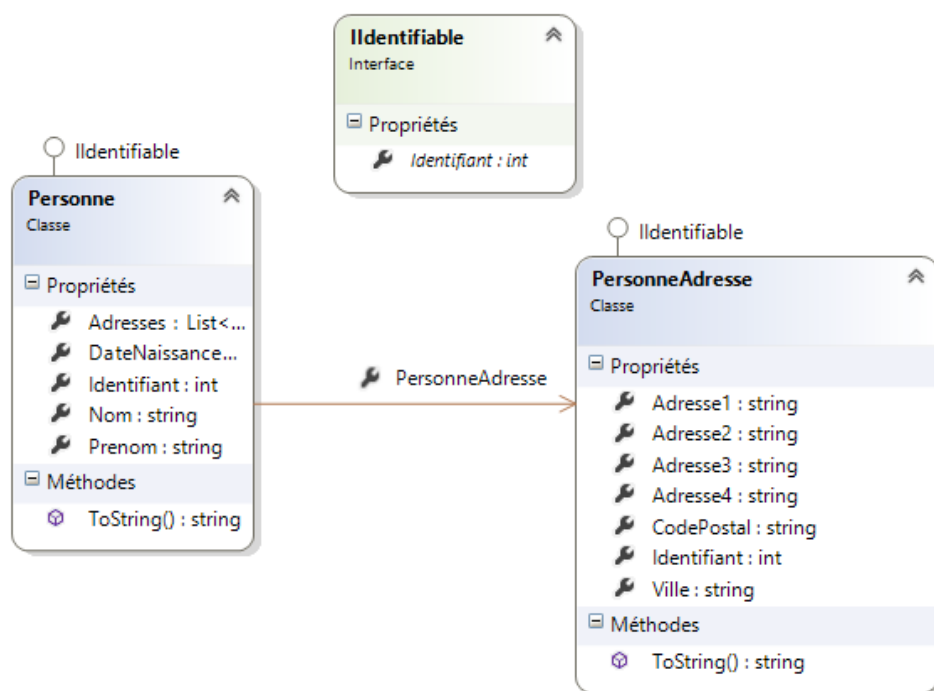 IIdentifiable
Interface
Propriétés
Identifiant : int
IIdentifiable
Personne
Classe
Propriétés
Adresses : List<...
DateNaissance...
Identifiant : int
Nom : string
Prenom : string
Méthodes
ToString() : string
PersonneAdresse
IIdentifiable
PersonneAdresse
Classe
Propriétés
Adresse1 : string
Adresse2 : string
Adresse3 : string
Adresse4 : string
CodePostal : string
Identifiant : int
Ville : string
Méthodes
ToString() : string